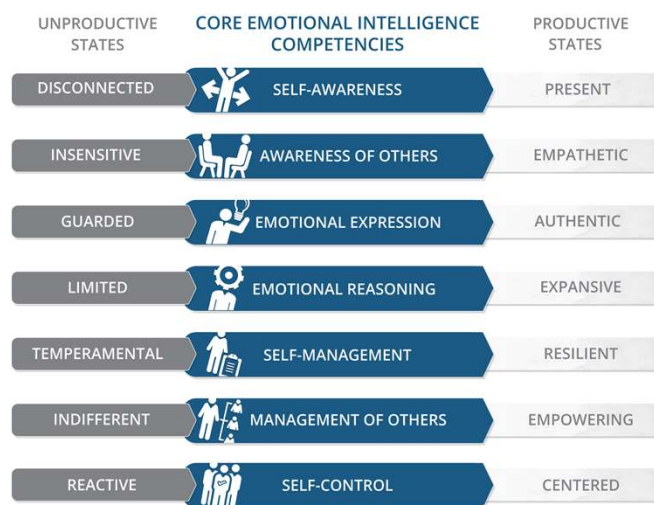 UNPRODUCTIVE STATES
CORE EMOTIONAL INTELLIGENCE COMPETENCIES
PRODUCTIVE STATES
DISCONNECTED
SELF-AWARENESS
PRESENT
INSENSITIVE
AWARENESS OF OTHERS
EMPATHETIC
GUARDED
EMOTIONAL EXPRESSION
AUTHENTIC
LIMITED
EMOTIONAL REASONING
EXPANSIVE
TEMPERAMENTAL
SELF-MANAGEMENT
RESILIENT
INDIFFERENT
MANAGEMENT OF OTHERS
EMPOWERING
REACTIVE
SELF-CONTROL
CENTERED